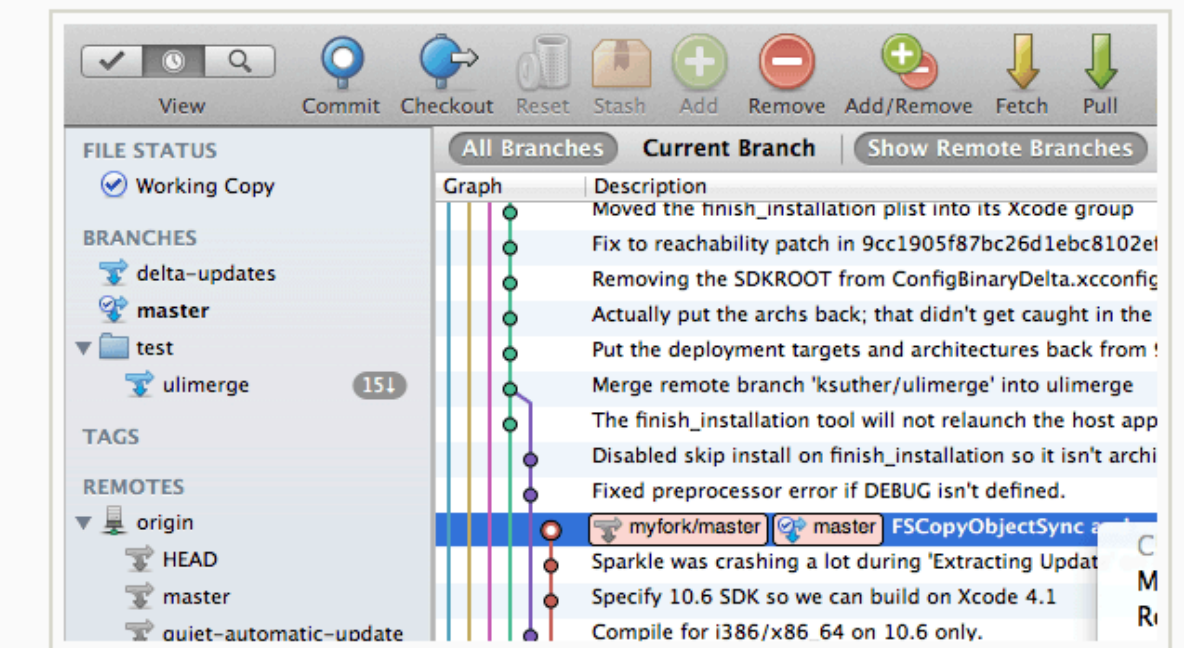 View
Commit
Checkout
Reset
Stash
Add
Remove
Add/Remove
Fetch
Pull
FILE STATUS
Working Copy
BRANCHES
delta-updates
master
test
ulimerge 15↓
TAGS
REMOTES
origin
HEAD
master
quiet-automatic-update
All Branches Current Branch Show Remote Branches
Graph Description
Moved the finish_installation plist into its Xcode group
Fix to reachability patch in 9cc1905f87bc26d1ebc8102e
Removing the SDKROOT from ConfigBinaryDelta.xcconfig
Actually put the archs back; that didn't get caught in the
Put the deployment targets and architectures back from
Merge remote branch 'ksuther/ulimerge' into ulimerge
The finish_installation tool will not relaunch the host app
Disabled skip install on finish_installation so it isn't archi
Fixed preprocessor error if DEBUG isn't defined.
myfork/master master FSCopyObjectSync
Sparkle was crashing a lot during 'Extracting Updat
Specify 10.6 SDK so we can build on Xcode 4.1
Compile for i386/x86_64 on 10.6 only.